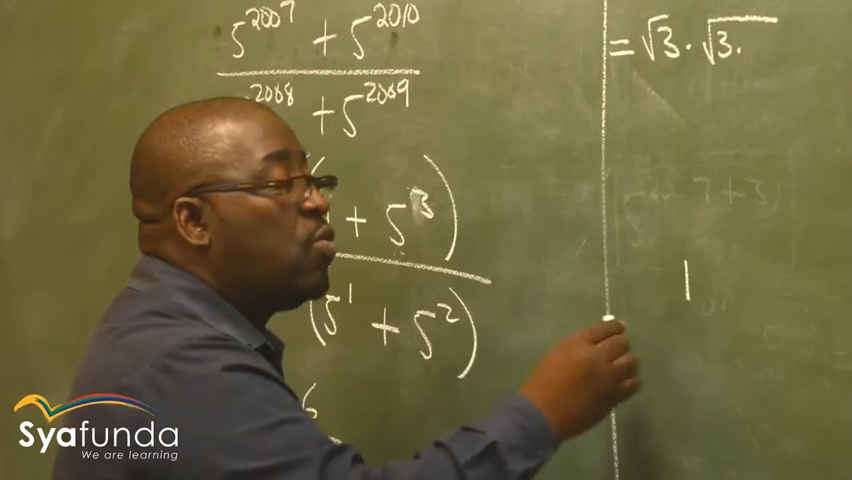 5^2007 + 5^2010
2008 + 5^2009
+ 5^3 )
(5^1 + 5^2)
6
= √3 · √3.
1
Syafunda
We are learning